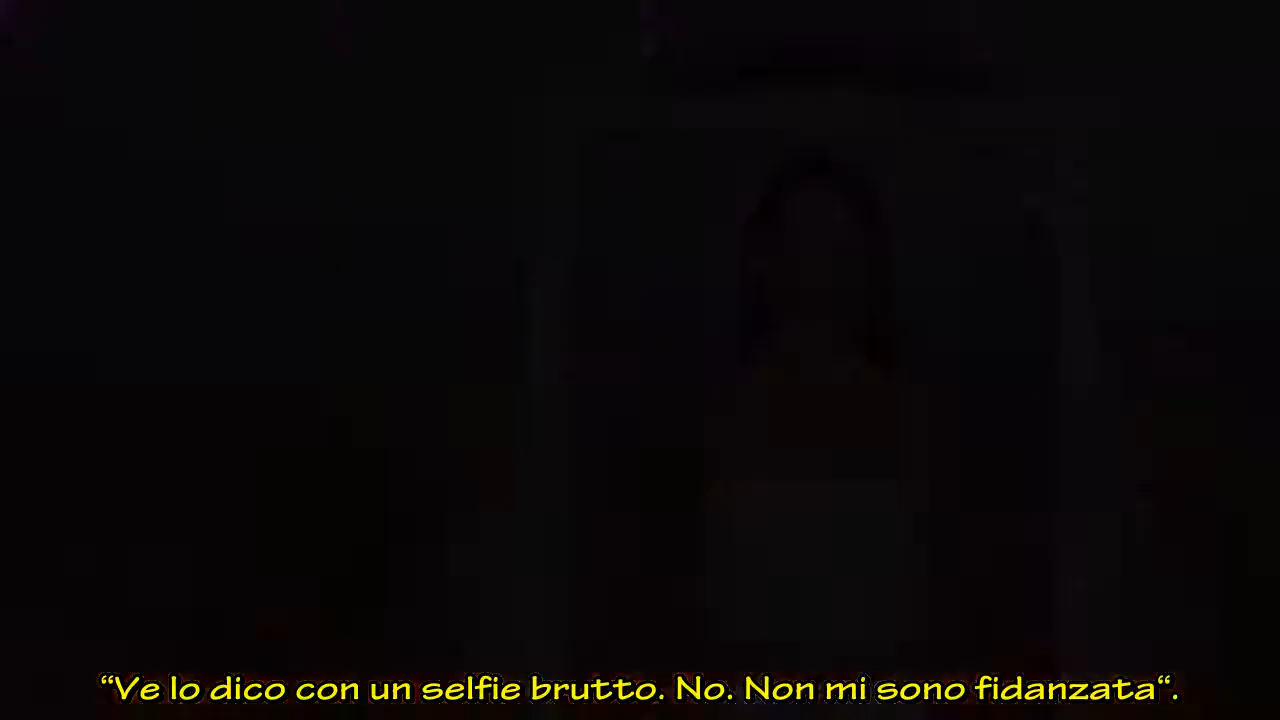 “Ve lo dico con un selfie brutto. No. Non mi sono fidanzata“.